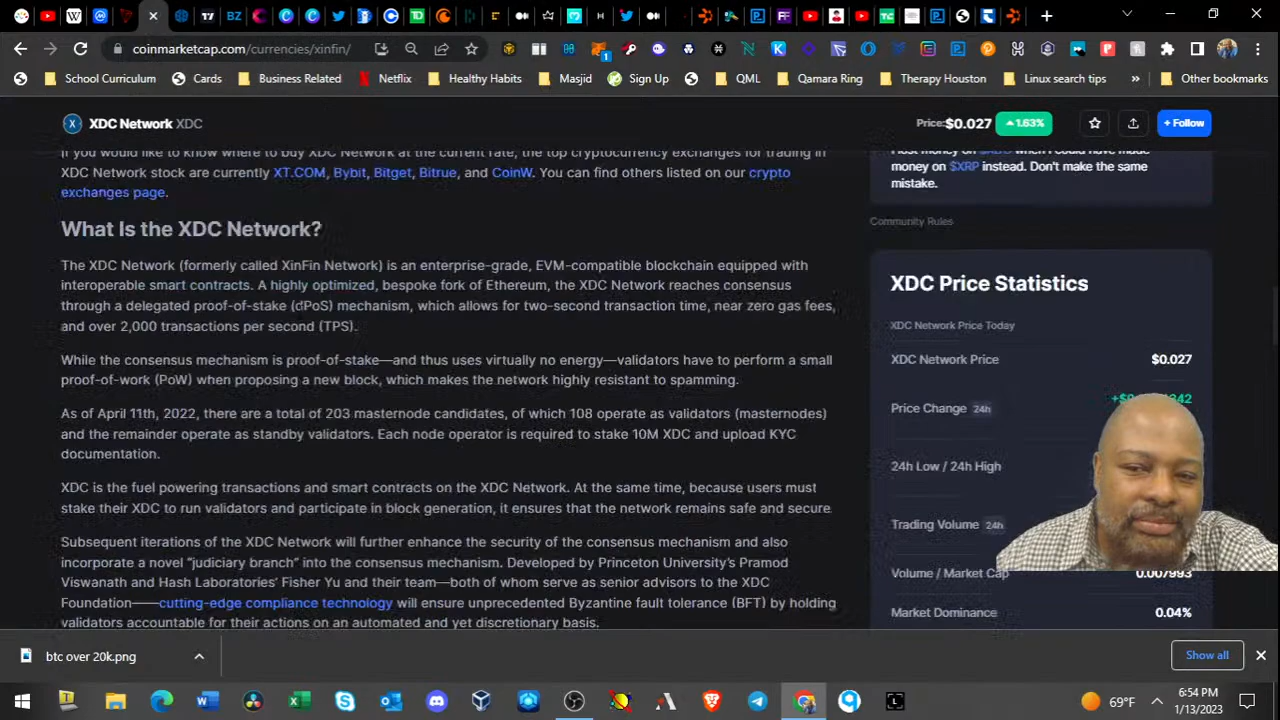 coinmarketcap.com/currencies/xinfin/
School Curriculum
Cards
Business Related
Netflix
Healthy Habits
Masjid
Sign Up
QML
Qamara Ring
Therapy Houston
Linux search tips
Other bookmarks
XDC Network XDC
Price:$0.027
1.63%
+ Follow
If you would like to know where to buy XDC Network at the current rate, the top cryptocurrency exchanges for trading in
XDC Network stock are currently XT.COM, Bybit, Bitget, Bitrue, and CoinW. You can find others listed on our crypto
exchanges page.
What Is the XDC Network?
The XDC Network (formerly called XinFin Network) is an enterprise-grade, EVM-compatible blockchain equipped with
interoperable smart contracts. A highly optimized, bespoke fork of Ethereum, the XDC Network reaches consensus
through a delegated proof-of-stake (dPoS) mechanism, which allows for two-second transaction time, near zero gas fees,
and over 2,000 transactions per second (TPS).
While the consensus mechanism is proof-of-stake—and thus uses virtually no energy—validators have to perform a small
proof-of-work (PoW) when proposing a new block, which makes the network highly resistant to spamming.
As of April 11th, 2022, there are a total of 203 masternode candidates, of which 108 operate as validators (masternodes)
and the remainder operate as standby validators. Each node operator is required to stake 10M XDC and upload KYC
documentation.
XDC is the fuel powering transactions and smart contracts on the XDC Network. At the same time, because users must
stake their XDC to run validators and participate in block generation, it ensures that the network remains safe and secure.
Subsequent iterations of the XDC Network will further enhance the security of the consensus mechanism and also
incorporate a novel “judiciary branch” into the consensus mechanism. Developed by Princeton University’s Pramod
Viswanath and Hash Laboratories’ Fisher Yu and their team—both of whom serve as senior advisors to the XDC
Foundation——cutting-edge compliance technology will ensure unprecedented Byzantine fault tolerance (BFT) by holding
validators accountable for their actions on an automated and yet discretionary basis.
money on $XRP instead. Don't make the same
mistake.
Community Rules
XDC Price Statistics
XDC Network Price Today
XDC Network Price
$0.027
Price Change 24h
24h Low / 24h High
Trading Volume 24h
Volume / Market Cap
0.007993
Market Dominance
0.04%
btc over 20k.png
Show all
69°F
6:54 PM
1/13/2023